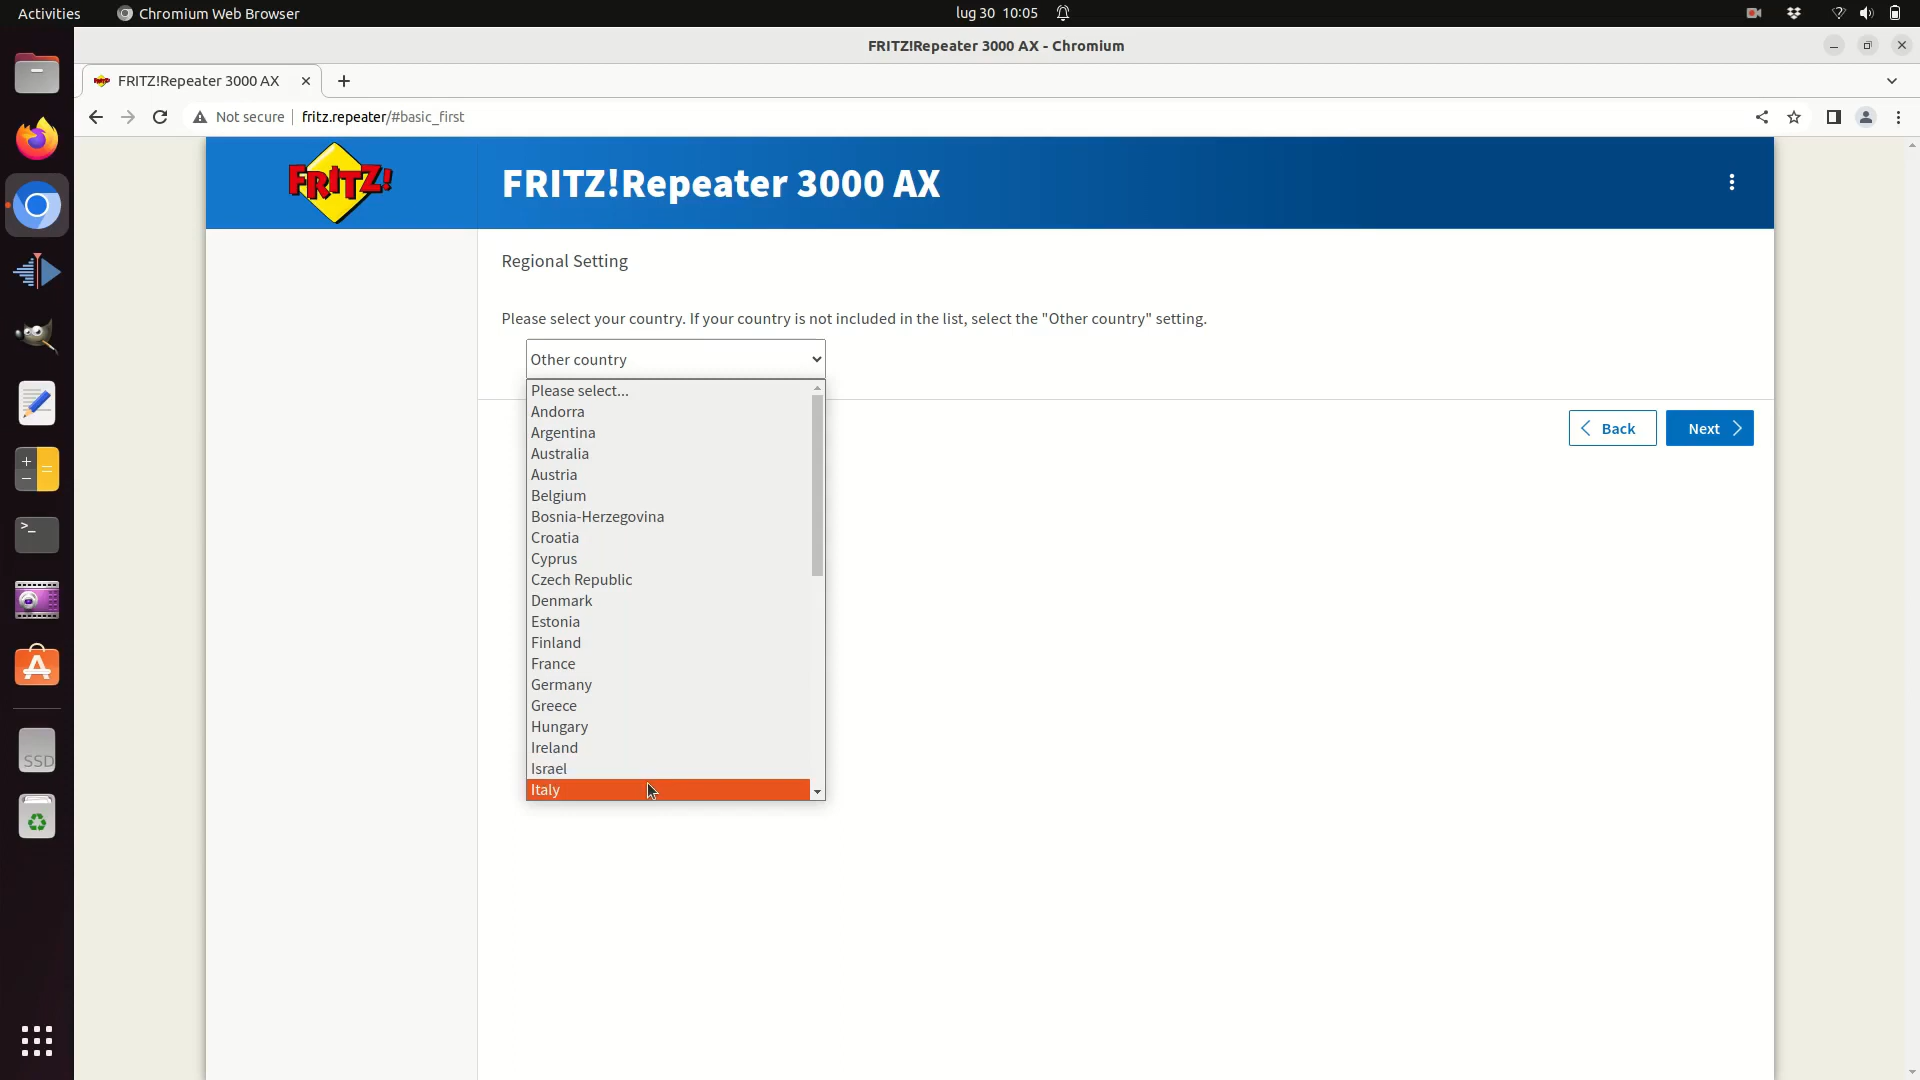 Activities
Chromium Web Browser
lug 30 10:05
FRITZ!Repeater 3000 AX - Chromium
FRITZ!Repeater 3000 AX
Not secure
fritz.repeater/#basic_first
FRITZ!
FRITZ!Repeater 3000 AX
Regional Setting
Please select your country. If your country is not included in the list, select the "Other country" setting.
Other country
Please select...
Andorra
Argentina
Australia
Austria
Belgium
Bosnia-Herzegovina
Croatia
Cyprus
Czech Republic
Denmark
Estonia
Finland
France
Germany
Greece
Hungary
Ireland
Israel
Italy
Back
Next
SSD